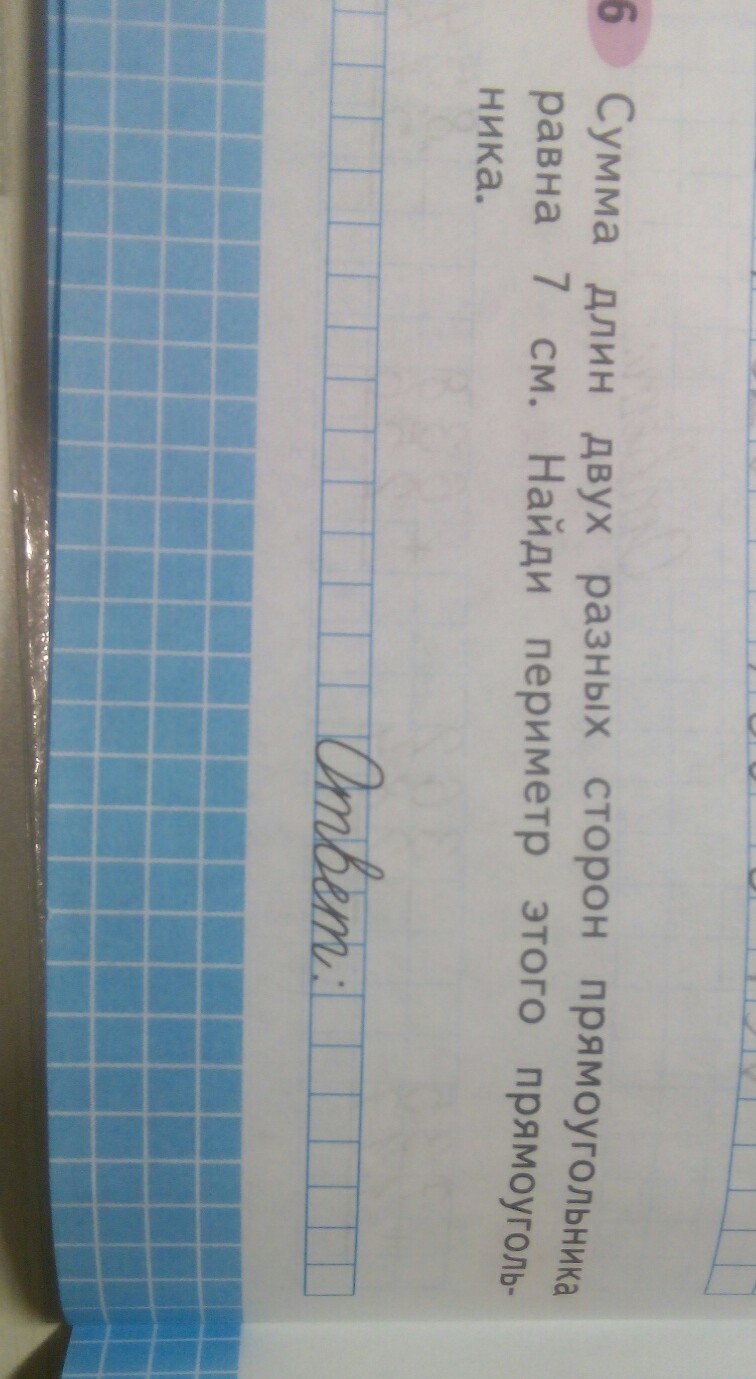 6 Сумма длин двух разных сторон прямоугольника
равна 7 см. Найди периметр этого прямоуголь-
ника.
Ответ: